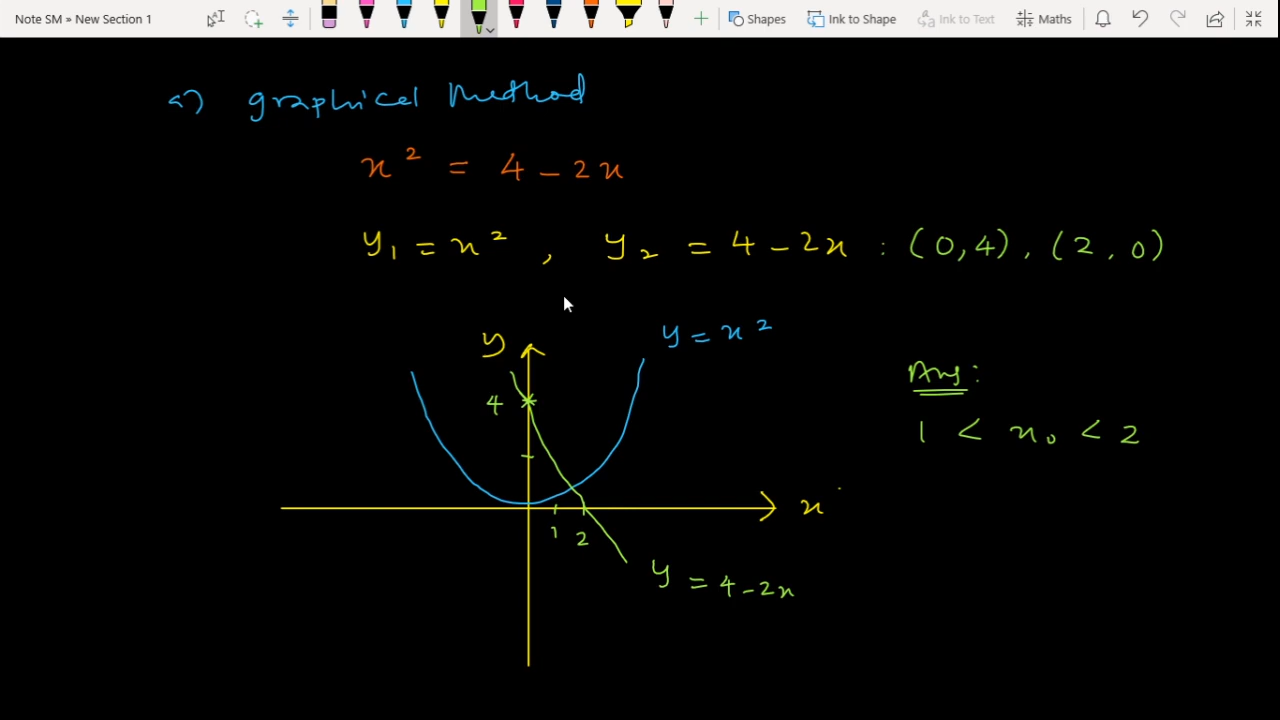 Note SM » New Section 1 Shapes Ink to Shape Ink to Text Maths
a) graphical method
x² = 4 - 2x
y₁ = x² , y₂ = 4 - 2x : (0,4), (2,0)
y
y = x²
4
Ans:
1 < x₀ < 2
x
1 2
y = 4 - 2x